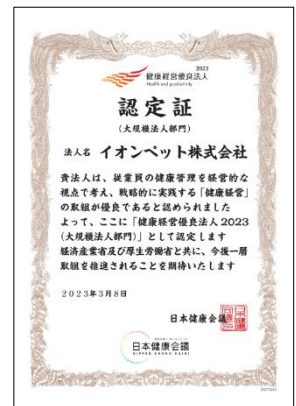 2023
健康経営優良法人
Health and productivity
認定証
(大規模法人部門)
法人名 イオンペット株式会社
貴法人は、従業員の健康管理を経営的な
視点で考え、戦略的に実践する「健康経営」
の取組が優良であると認められました
よって、ここに「健康経営優良法人2023
(大規模法人部門)」として認定します
経済産業省及び厚生労働省と共に、今後一層
取組を推進されることを期待いたします
2023年3月8日
日本健康会議
日本健康会議
NIPPON KENKO KAIGI